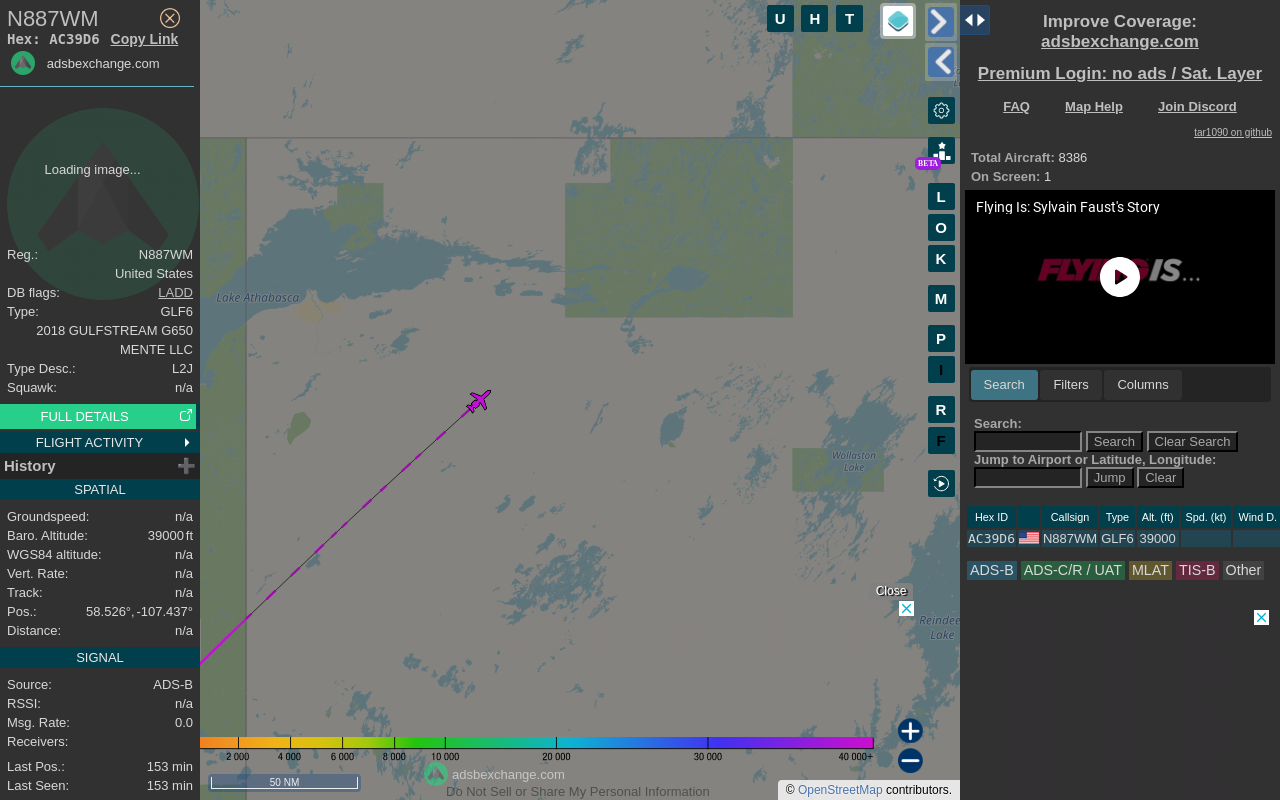 N887WM
Hex: AC39D6 Copy Link
adsbexchange.com
Loading image...
Reg.: N887WM
United States
DB flags: LADD
Type: GLF6
2018 GULFSTREAM G650
MENTE LLC
Type Desc.: L2J
Squawk: n/a
FULL DETAILS
FLIGHT ACTIVITY
History
SPATIAL
Groundspeed: n/a
Baro. Altitude: 39000 ft
WGS84 altitude: n/a
Vert. Rate: n/a
Track: n/a
Pos.: 58.526°, -107.437°
Distance: n/a
SIGNAL
Source: ADS-B
RSSI: n/a
Msg. Rate: 0.0
Receivers:
Last Pos.: 153 min
Last Seen: 153 min
U H T
BETA
L
O
K
M
P
I
R
F
Lake Athabasca
Wollaston
Lake
Close
Lake
2 000 4 000 6 000 8 000 10 000 20 000 30 000 40 000+
50 NM
adsbexchange.com
Do Not Sell or Share My Personal Information
© OpenStreetMap contributors.
Improve Coverage:
adsbexchange.com
Premium Login: no ads / Sat. Layer
FAQ Map Help Join Discord
tar1090 on github
Total Aircraft: 8386
On Screen: 1
Flying Is: Sylvain Faust's Story
FLYING IS...
Search Filters Columns
Search:
Search Clear Search
Jump to Airport or Latitude, Longitude:
Jump Clear
Hex ID Callsign Type Alt. (ft) Spd. (kt) Wind D.
AC39D6 N887WM GLF6 39000
ADS-B ADS-C/R / UAT MLAT TIS-B Other